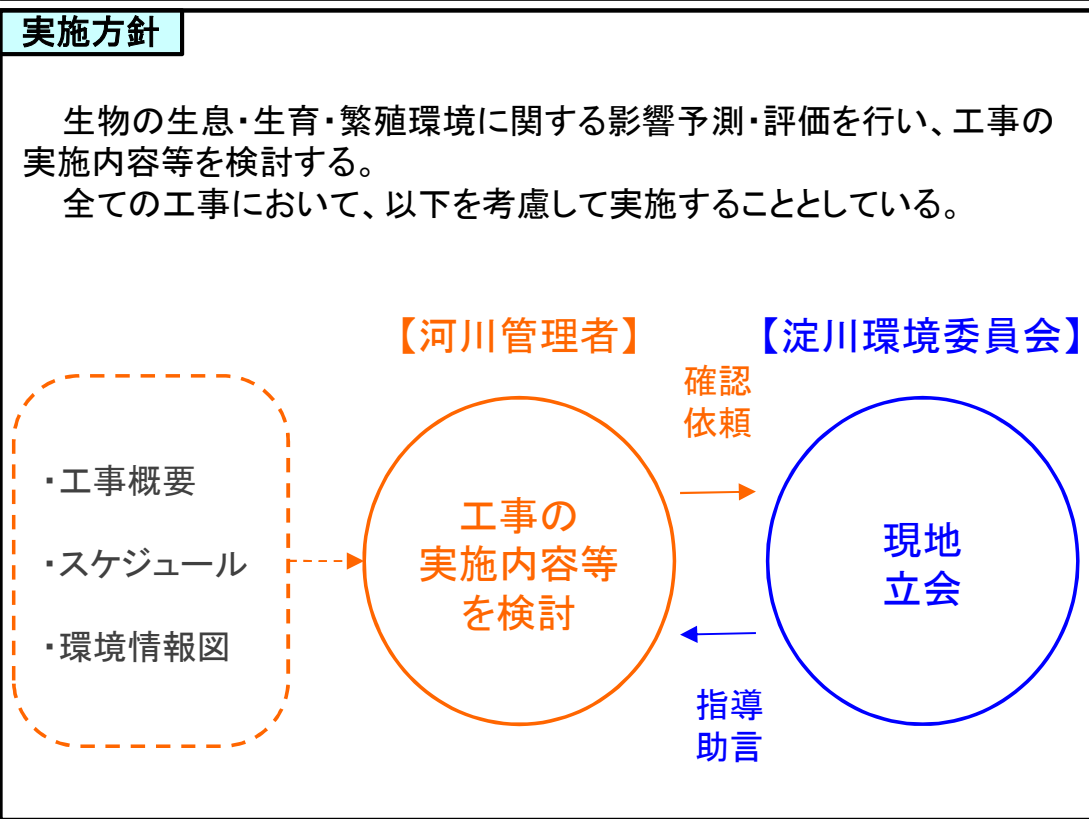 実施方針
生物の生息・生育・繁殖環境に関する影響予測・評価を行い、工事の
実施内容等を検討する。
全ての工事において、以下を考慮して実施することとしている。
【河川管理者】
【淀川環境委員会】
確認
依頼
・工事概要
・スケジュール
・環境情報図
工事の
実施内容等
を検討
現地
立会
指導
助言